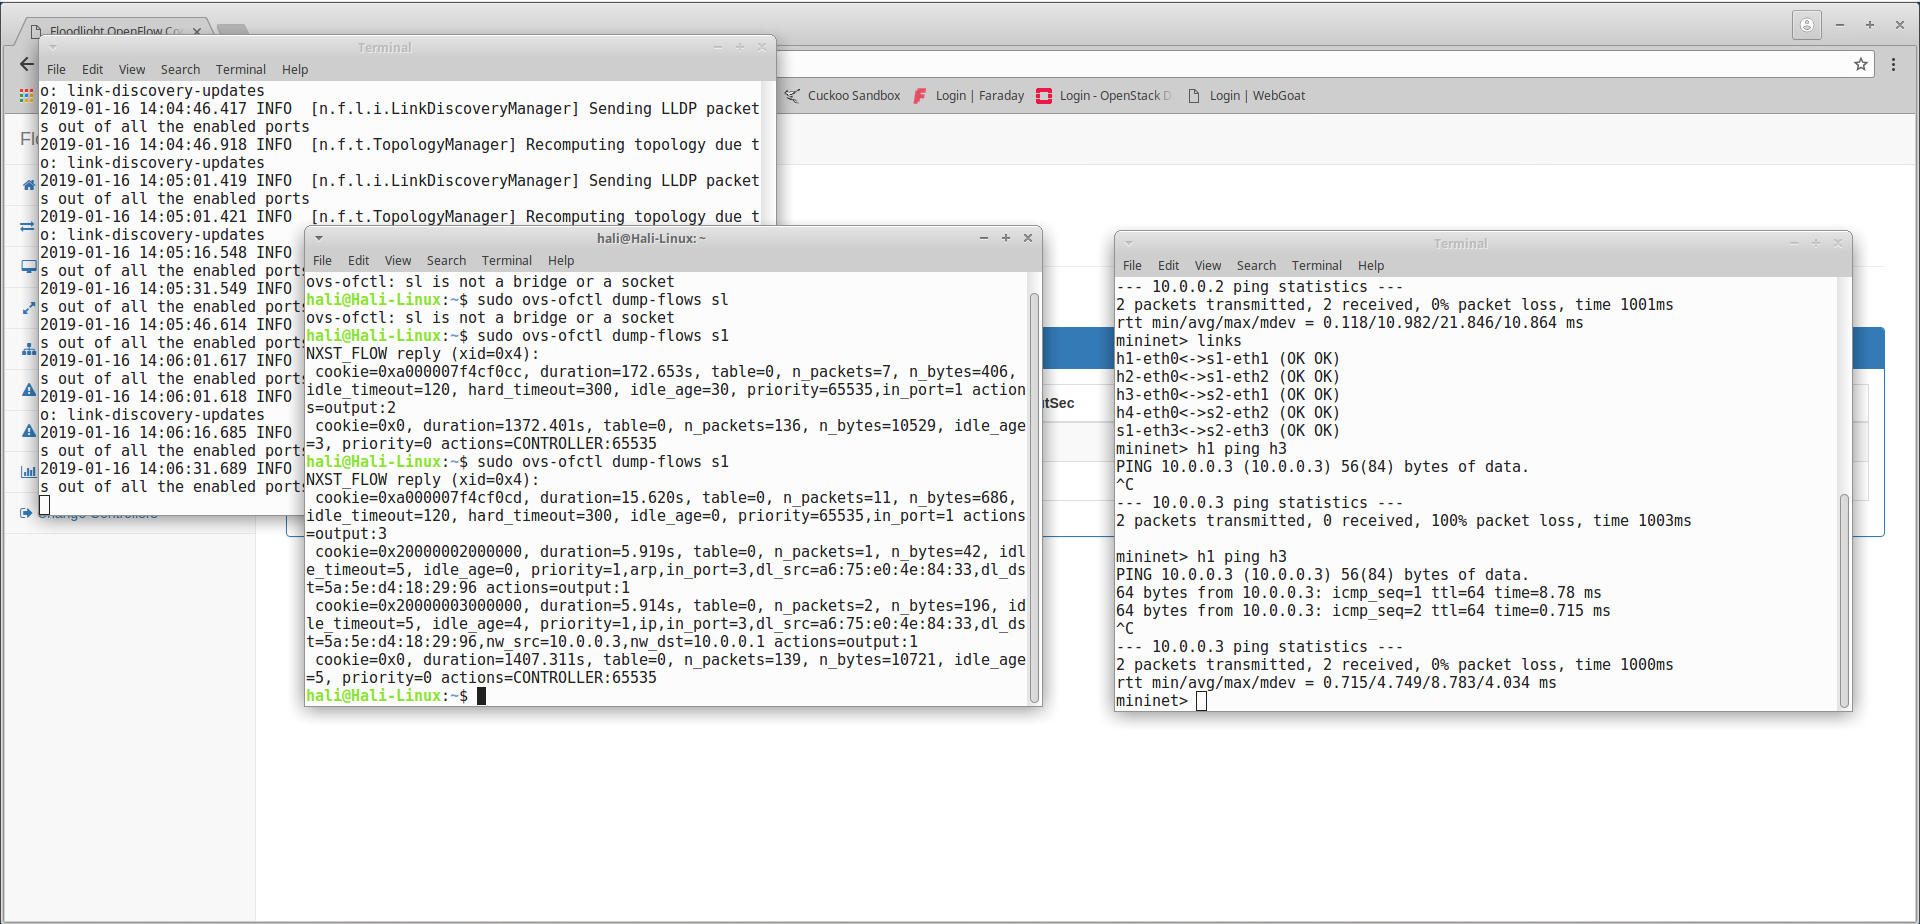 Floodlight OpenFlow Co
Cuckoo Sandbox
Login | Faraday
Login - OpenStack D
Login | WebGoat
Terminal
File Edit View Search Terminal Help
o: link-discovery-updates
2019-01-16 14:04:46.417 INFO  [n.f.l.i.LinkDiscoveryManager] Sending LLDP packet
s out of all the enabled ports
2019-01-16 14:04:46.918 INFO  [n.f.t.TopologyManager] Recomputing topology due t
o: link-discovery-updates
2019-01-16 14:05:01.419 INFO  [n.f.l.i.LinkDiscoveryManager] Sending LLDP packet
s out of all the enabled ports
2019-01-16 14:05:01.421 INFO  [n.f.t.TopologyManager] Recomputing topology due t
o: link-discovery-updates
2019-01-16 14:05:16.548 INFO
s out of all the enabled ports
2019-01-16 14:05:31.549 INFO
s out of all the enabled ports
2019-01-16 14:05:46.614 INFO
s out of all the enabled ports
2019-01-16 14:06:01.617 INFO
s out of all the enabled ports
2019-01-16 14:06:01.618 INFO
o: link-discovery-updates
2019-01-16 14:06:16.685 INFO
s out of all the enabled ports
2019-01-16 14:06:31.689 INFO
s out of all the enabled ports
Change Controllers
hali@Hali-Linux: ~
File Edit View Search Terminal Help
ovs-ofctl: sl is not a bridge or a socket
hali@Hali-Linux:~$ sudo ovs-ofctl dump-flows sl
ovs-ofctl: sl is not a bridge or a socket
hali@Hali-Linux:~$ sudo ovs-ofctl dump-flows s1
NXST_FLOW reply (xid=0x4):
 cookie=0xa000007f4cf0cc, duration=172.653s, table=0, n_packets=7, n_bytes=406,
idle_timeout=120, hard_timeout=300, idle_age=30, priority=65535,in_port=1 action
s=output:2
 cookie=0x0, duration=1372.401s, table=0, n_packets=136, n_bytes=10529, idle_age
=3, priority=0 actions=CONTROLLER:65535
hali@Hali-Linux:~$ sudo ovs-ofctl dump-flows s1
NXST_FLOW reply (xid=0x4):
 cookie=0xa000007f4cf0cd, duration=15.620s, table=0, n_packets=11, n_bytes=686,
idle_timeout=120, hard_timeout=300, idle_age=0, priority=65535,in_port=1 actions
=output:3
 cookie=0x20000002000000, duration=5.919s, table=0, n_packets=1, n_bytes=42, idl
e_timeout=5, idle_age=0, priority=1,arp,in_port=3,dl_src=a6:75:e0:4e:84:33,dl_ds
t=5a:5e:d4:18:29:96 actions=output:1
 cookie=0x20000003000000, duration=5.914s, table=0, n_packets=2, n_bytes=196, id
le_timeout=5, idle_age=4, priority=1,ip,in_port=3,dl_src=a6:75:e0:4e:84:33,dl_ds
t=5a:5e:d4:18:29:96,nw_src=10.0.0.3,nw_dst=10.0.0.1 actions=output:1
 cookie=0x0, duration=1407.311s, table=0, n_packets=139, n_bytes=10721, idle_age
=5, priority=0 actions=CONTROLLER:65535
hali@Hali-Linux:~$
tSec
Terminal
File Edit View Search Terminal Help
--- 10.0.0.2 ping statistics ---
2 packets transmitted, 2 received, 0% packet loss, time 1001ms
rtt min/avg/max/mdev = 0.118/10.982/21.846/10.864 ms
mininet> links
h1-eth0<->s1-eth1 (OK OK)
h2-eth0<->s1-eth2 (OK OK)
h3-eth0<->s2-eth1 (OK OK)
h4-eth0<->s2-eth2 (OK OK)
s1-eth3<->s2-eth3 (OK OK)
mininet> h1 ping h3
PING 10.0.0.3 (10.0.0.3) 56(84) bytes of data.
^C
--- 10.0.0.3 ping statistics ---
2 packets transmitted, 0 received, 100% packet loss, time 1003ms
mininet> h1 ping h3
PING 10.0.0.3 (10.0.0.3) 56(84) bytes of data.
64 bytes from 10.0.0.3: icmp_seq=1 ttl=64 time=8.78 ms
64 bytes from 10.0.0.3: icmp_seq=2 ttl=64 time=0.715 ms
^C
--- 10.0.0.3 ping statistics ---
2 packets transmitted, 2 received, 0% packet loss, time 1000ms
rtt min/avg/max/mdev = 0.715/4.749/8.783/4.034 ms
mininet>